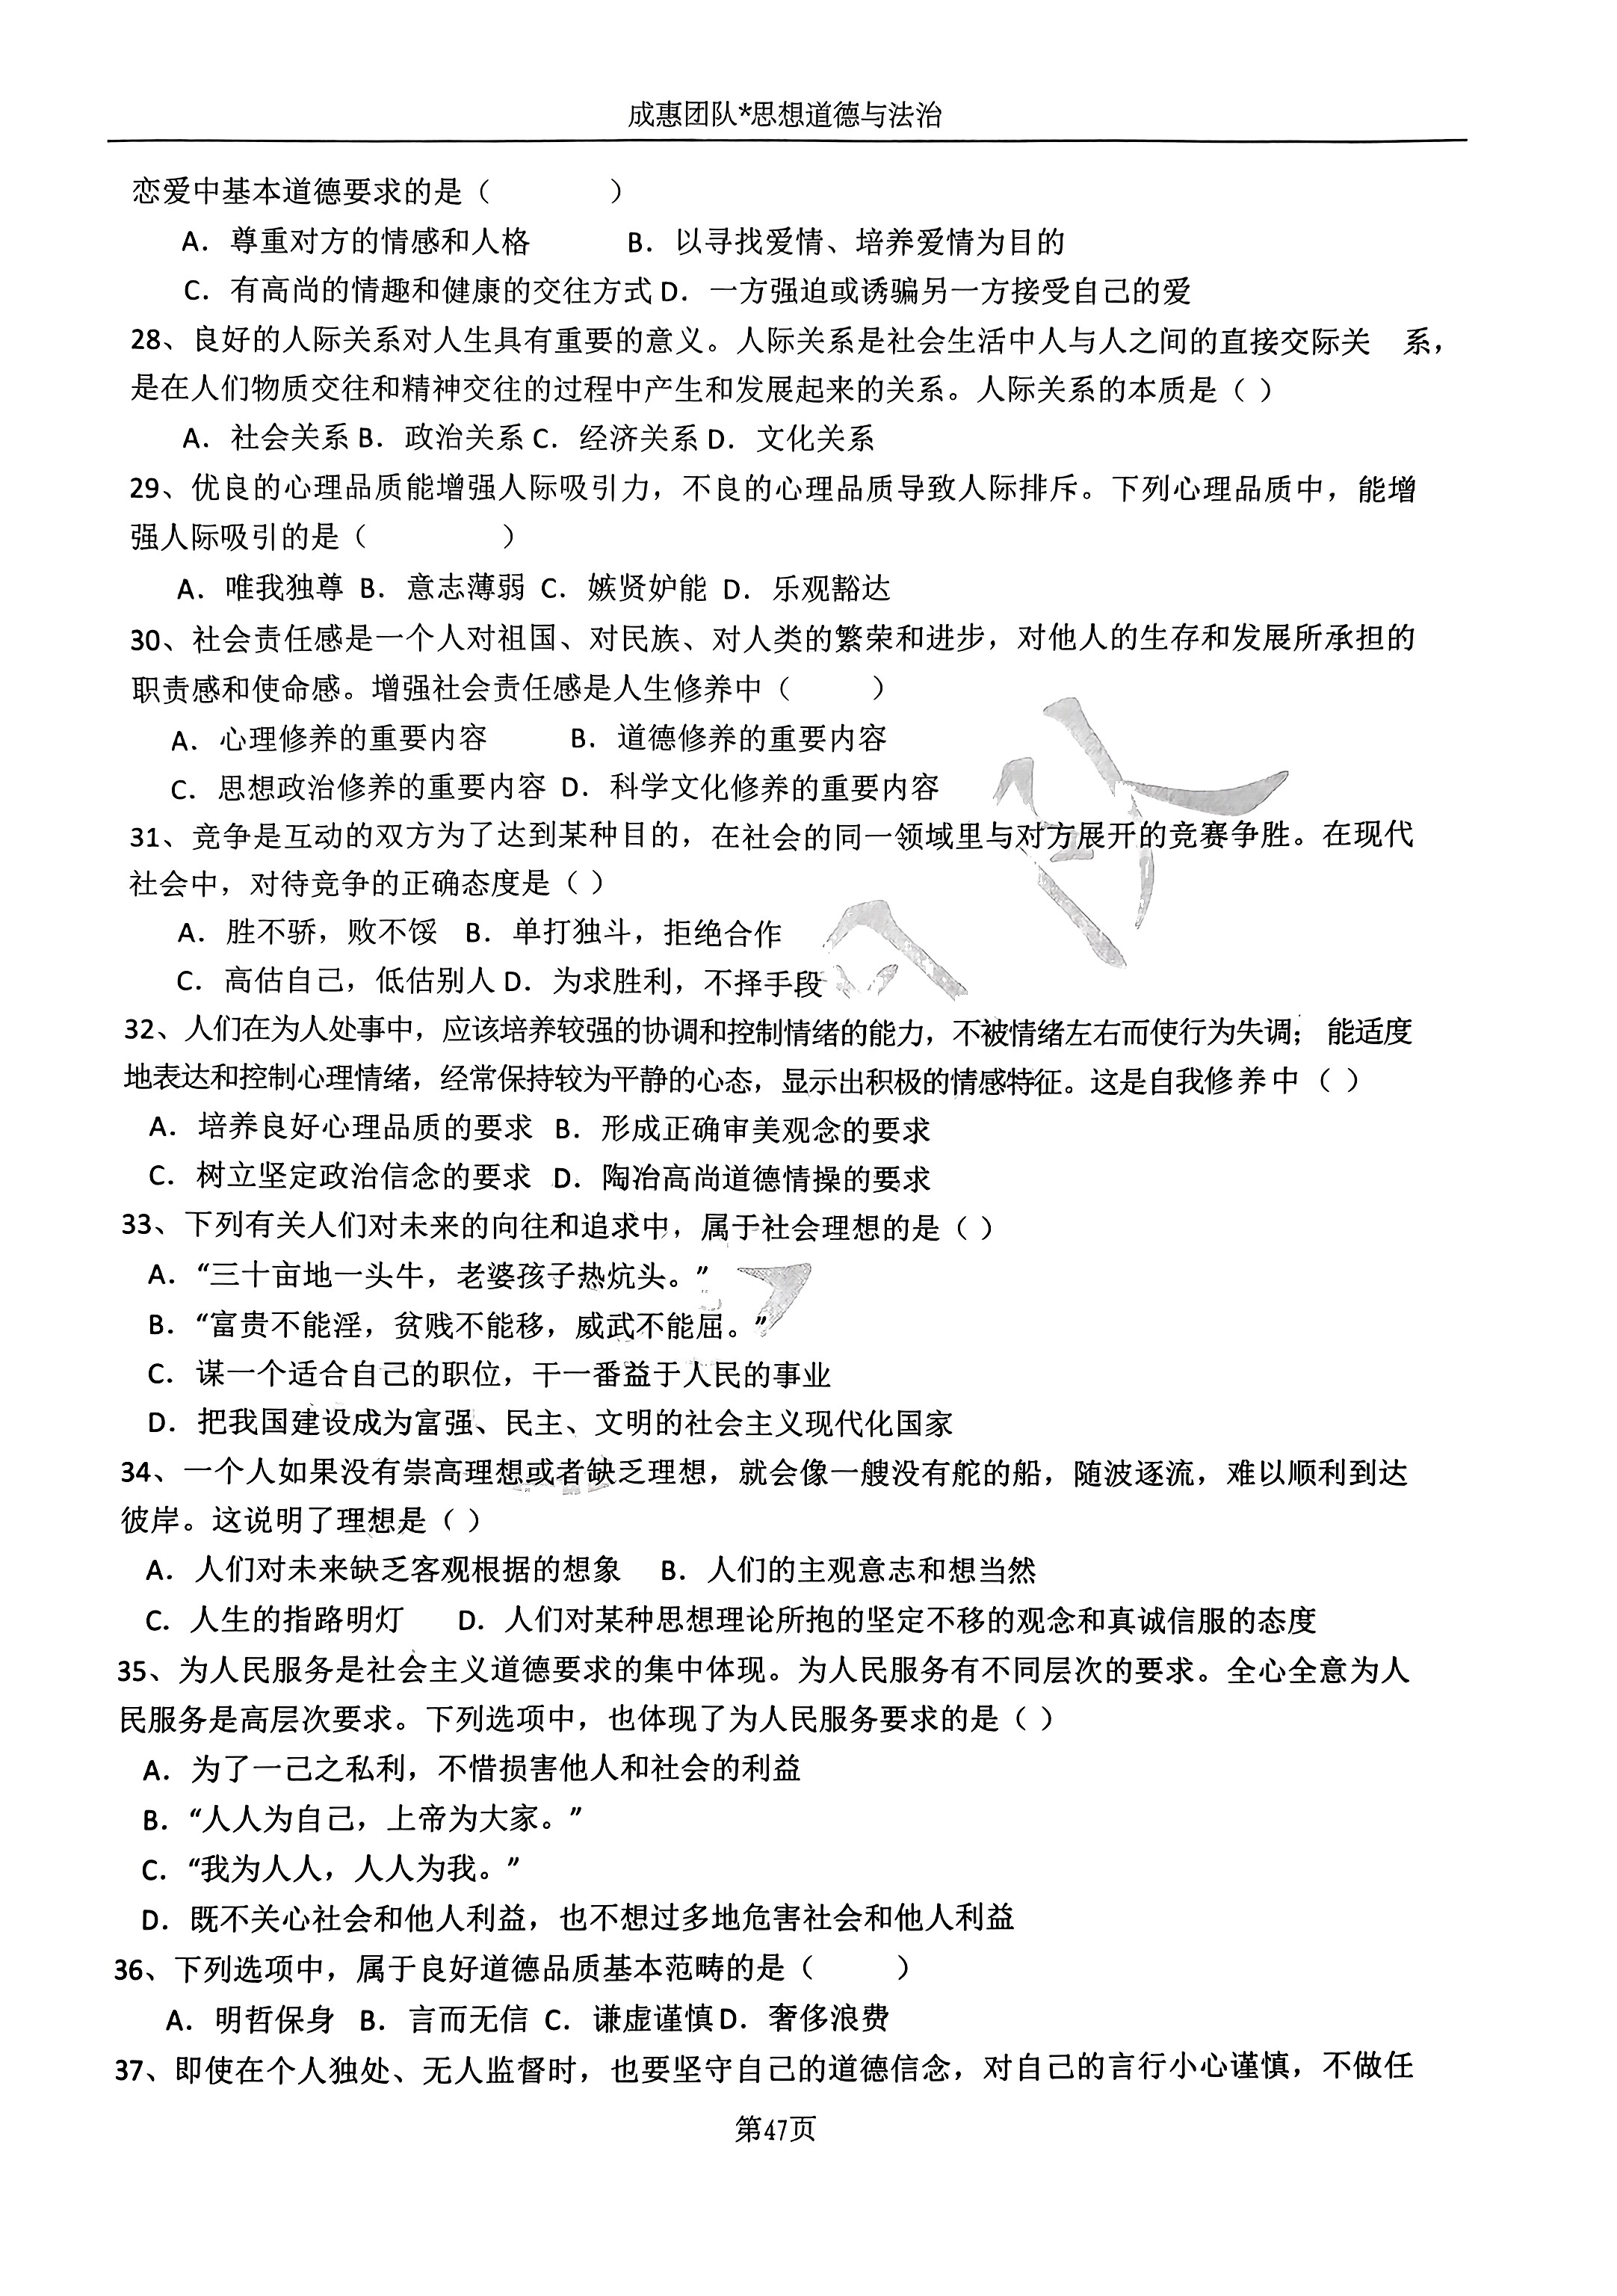 成惠团队*思想道德与法治
恋爱中基本道德要求的是（ ）
A．尊重对方的情感和人格 B．以寻找爱情、培养爱情为目的
C．有高尚的情趣和健康的交往方式 D．一方强迫或诱骗另一方接受自己的爱
28、良好的人际关系对人生具有重要的意义。人际关系是社会生活中人与人之间的直接交际关 系，
是在人们物质交往和精神交往的过程中产生和发展起来的关系。人际关系的本质是（ ）
A．社会关系 B．政治关系 C．经济关系 D．文化关系
29、优良的心理品质能增强人际吸引力，不良的心理品质导致人际排斥。下列心理品质中，能增
强人际吸引的是（ ）
A．唯我独尊 B．意志薄弱 C．嫉贤妒能 D．乐观豁达
30、社会责任感是一个人对祖国、对民族、对人类的繁荣和进步，对他人的生存和发展所承担的
职责感和使命感。增强社会责任感是人生修养中（ ）
A．心理修养的重要内容 B．道德修养的重要内容
C．思想政治修养的重要内容 D．科学文化修养的重要内容
31、竞争是互动的双方为了达到某种目的，在社会的同一领域里与对方展开的竞赛争胜。在现代
社会中，对待竞争的正确态度是（ ）
A．胜不骄，败不馁 B．单打独斗，拒绝合作
C．高估自己，低估别人 D．为求胜利，不择手段
32、人们在为人处事中，应该培养较强的协调和控制情绪的能力，不被情绪左右而使行为失调； 能适度
地表达和控制心理情绪，经常保持较为平静的心态，显示出积极的情感特征。这是自我修养中（ ）
A．培养良好心理品质的要求 B．形成正确审美观念的要求
C．树立坚定政治信念的要求 D．陶冶高尚道德情操的要求
33、下列有关人们对未来的向往和追求中，属于社会理想的是（ ）
A．“三十亩地一头牛，老婆孩子热炕头。”
B．“富贵不能淫，贫贱不能移，威武不能屈。”
C．谋一个适合自己的职位，干一番益于人民的事业
D．把我国建设成为富强、民主、文明的社会主义现代化国家
34、一个人如果没有崇高理想或者缺乏理想，就会像一艘没有舵的船，随波逐流，难以顺利到达
彼岸。这说明了理想是（ ）
A．人们对未来缺乏客观根据的想象 B．人们的主观意志和想当然
C．人生的指路明灯 D．人们对某种思想理论所抱的坚定不移的观念和真诚信服的态度
35、为人民服务是社会主义道德要求的集中体现。为人民服务有不同层次的要求。全心全意为人
民服务是高层次要求。下列选项中，也体现了为人民服务要求的是（ ）
A．为了一己之私利，不惜损害他人和社会的利益
B．“人人为自己，上帝为大家。”
C．“我为人人，人人为我。”
D．既不关心社会和他人利益，也不想过多地危害社会和他人利益
36、下列选项中，属于良好道德品质基本范畴的是（ ）
A．明哲保身 B．言而无信 C．谦虚谨慎 D．奢侈浪费
37、即使在个人独处、无人监督时，也要坚守自己的道德信念，对自己的言行小心谨慎，不做任
第47页